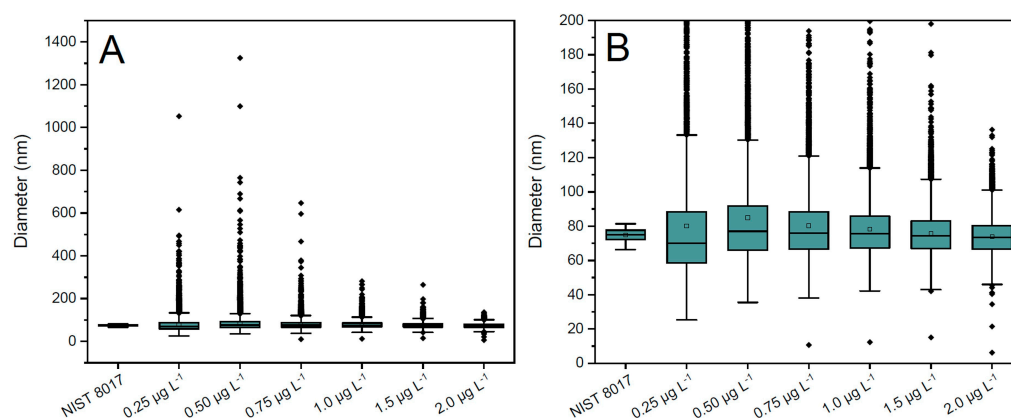 A
Diameter (nm)
1400
1200
1000
800
600
400
200
0
NIST 8017
0.25 µg L⁻¹
0.50 µg L⁻¹
0.75 µg L⁻¹
1.0 µg L⁻¹
1.5 µg L⁻¹
2.0 µg L⁻¹
B
Diameter (nm)
200
180
160
140
120
100
80
60
40
20
0
NIST 8017
0.25 µg L⁻¹
0.50 µg L⁻¹
0.75 µg L⁻¹
1.0 µg L⁻¹
1.5 µg L⁻¹
2.0 µg L⁻¹